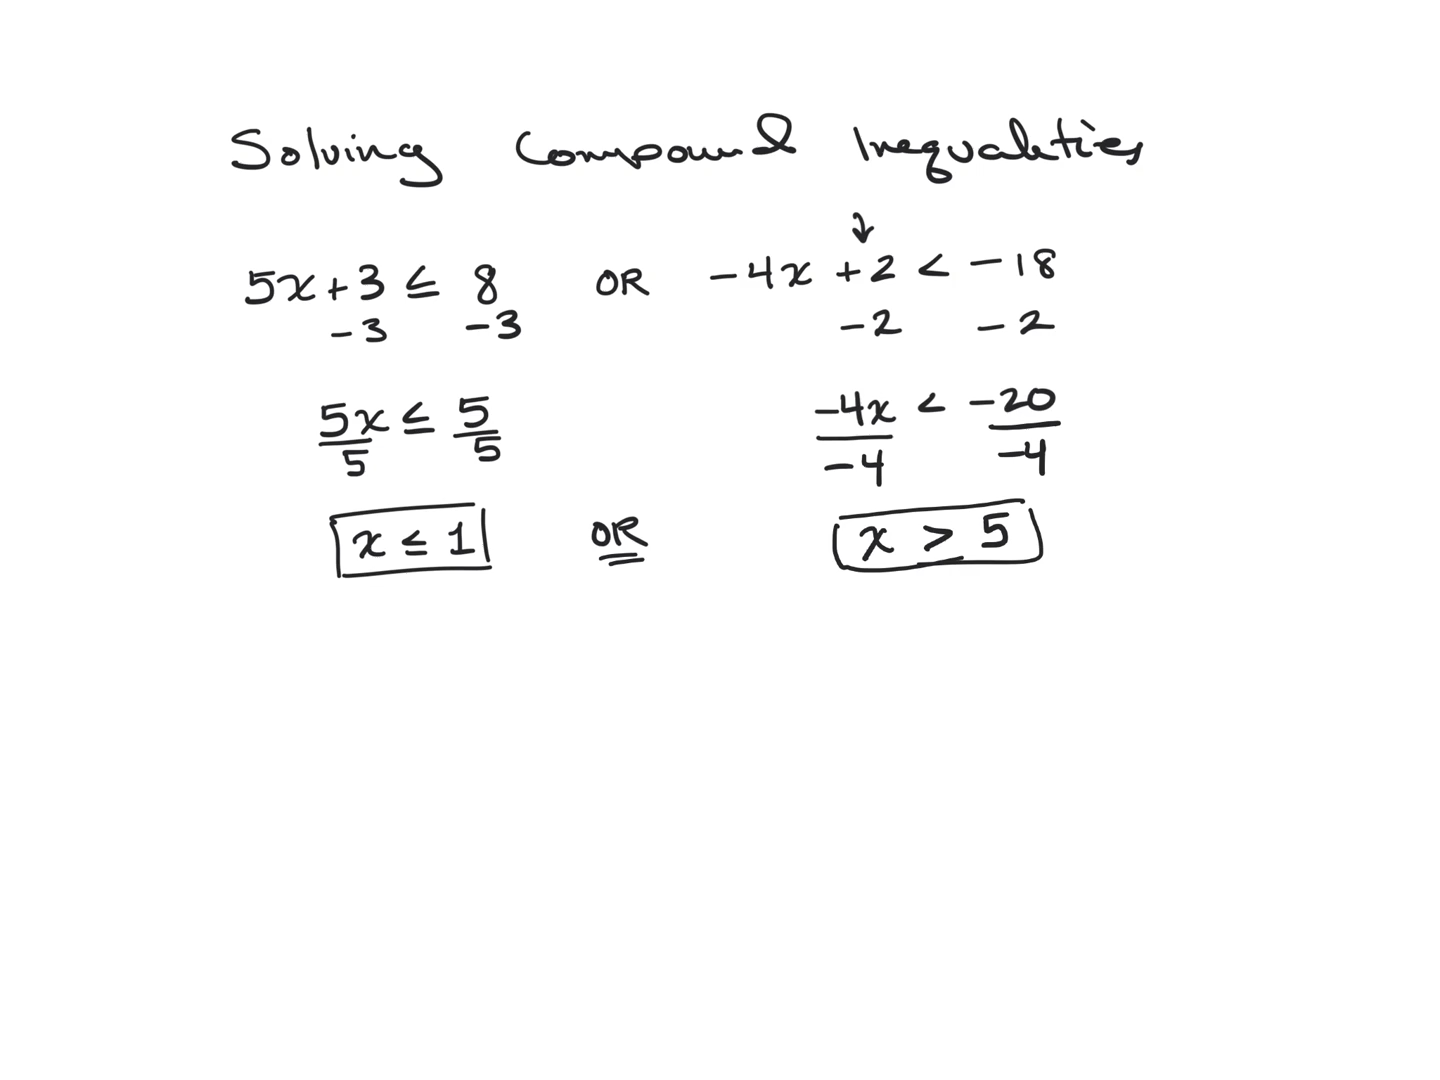 Solving Compound Inequalities
↓
5x+3 ≤ 8 OR -4x +2 < -18
-3 -3 -2 -2
5x ≤ 5 -4x < -20
5 5 -4 -4
x ≤ 1 OR x > 5